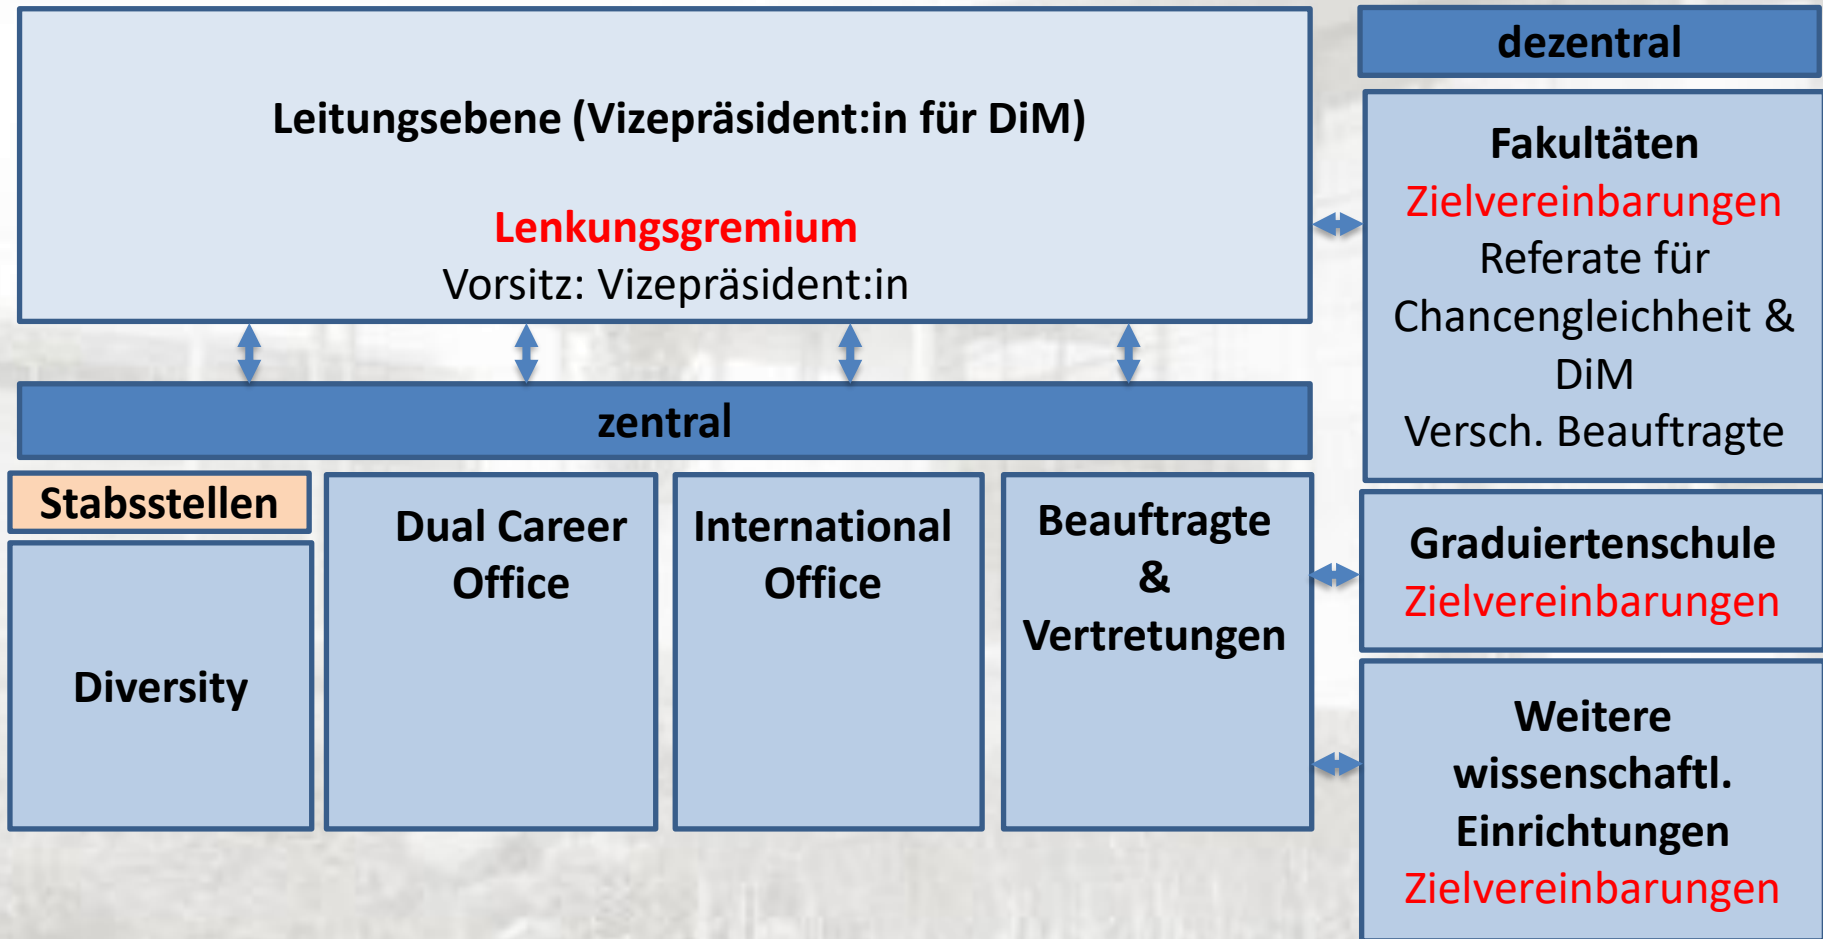 Leitungsebene (Vizepräsident:in für DiM)
Lenkungsgremium
Vorsitz: Vizepräsident:in
zentral
Stabsstellen
Diversity
Dual Career
Office
International
Office
Beauftragte
&
Vertretungen
dezentral
Fakultäten
Zielvereinbarungen
Referate für
Chancengleichheit &
DiM
Versch. Beauftragte
Graduiertenschule
Zielvereinbarungen
Weitere
wissenschaftl.
Einrichtungen
Zielvereinbarungen